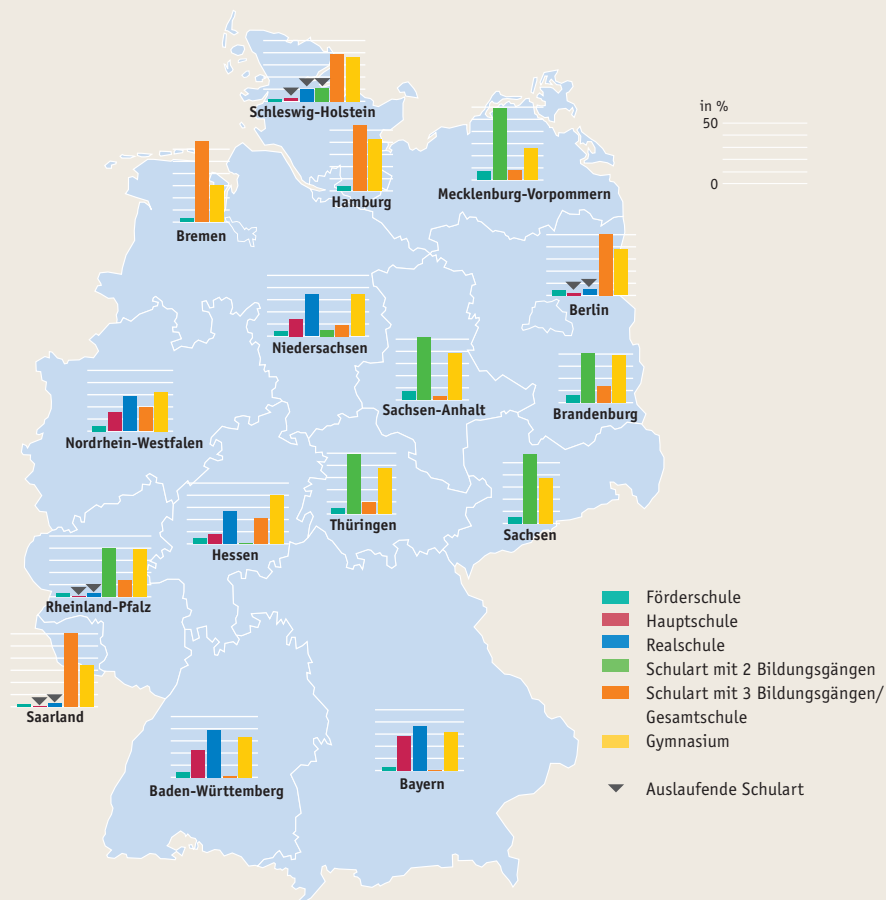 Schleswig-Holstein
in %
50
0
Hamburg
Mecklenburg-Vorpommern
Bremen
Berlin
Niedersachsen
Sachsen-Anhalt
Brandenburg
Nordrhein-Westfalen
Thüringen
Sachsen
Hessen
Rheinland-Pfalz
Saarland
Baden-Württemberg
Bayern
Förderschule
Hauptschule
Realschule
Schulart mit 2 Bildungsgängen
Schulart mit 3 Bildungsgängen/
Gesamtschule
Gymnasium
Auslaufende Schulart